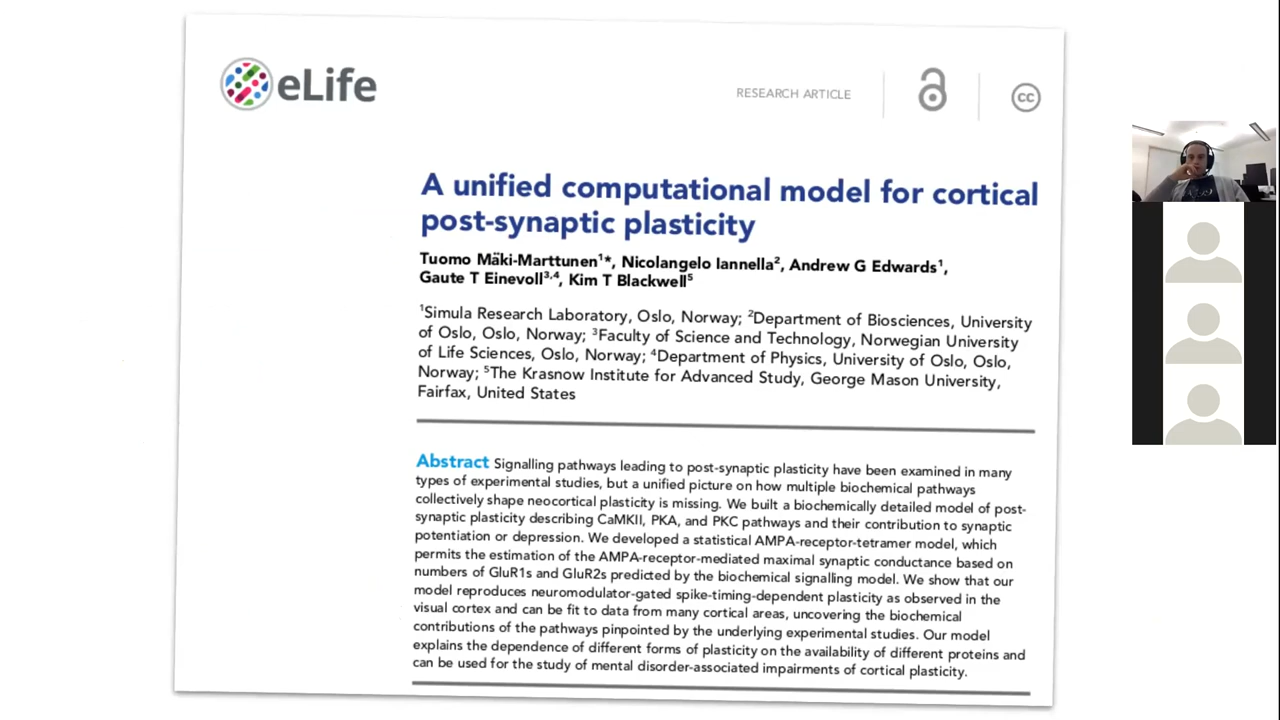 eLife
RESEARCH ARTICLE
cc
A unified computational model for cortical
post-synaptic plasticity
Tuomo Mäki-Marttunen¹*, Nicolangelo Iannella², Andrew G Edwards¹,
Gaute T Einevoll³,⁴, Kim T Blackwell⁵
¹Simula Research Laboratory, Oslo, Norway; ²Department of Biosciences, University
of Oslo, Oslo, Norway; ³Faculty of Science and Technology, Norwegian University
of Life Sciences, Oslo, Norway; ⁴Department of Physics, University of Oslo, Oslo,
Norway; ⁵The Krasnow Institute for Advanced Study, George Mason University,
Fairfax, United States
Abstract Signalling pathways leading to post-synaptic plasticity have been examined in many
types of experimental studies, but a unified picture on how multiple biochemical pathways
collectively shape neocortical plasticity is missing. We built a biochemically detailed model of post-
synaptic plasticity describing CaMKII, PKA, and PKC pathways and their contribution to synaptic
potentiation or depression. We developed a statistical AMPA-receptor-tetramer model, which
permits the estimation of the AMPA-receptor-mediated maximal synaptic conductance based on
numbers of GluR1s and GluR2s predicted by the biochemical signalling model. We show that our
model reproduces neuromodulator-gated spike-timing-dependent plasticity as observed in the
visual cortex and can be fit to data from many cortical areas, uncovering the biochemical
contributions of the pathways pinpointed by the underlying experimental studies. Our model
explains the dependence of different forms of plasticity on the availability of different proteins and
can be used for the study of mental disorder-associated impairments of cortical plasticity.